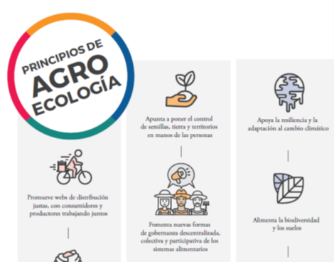 PRINCIPIOS DE
AGRO
ECOLOGÍA
Promueve webs de distribución
justas, con consumidores y
productores trabajando juntos
Apunta a poner el control
de semillas, tierra y territorios
en manos de las personas
Fomenta nuevas formas
de gobernanza descentralizada,
colectiva y participativa de los
sistemas alimentarios
Apoya la resiliencia y la
adaptación al cambio climático
Alimenta la biodiversidad
y los suelos